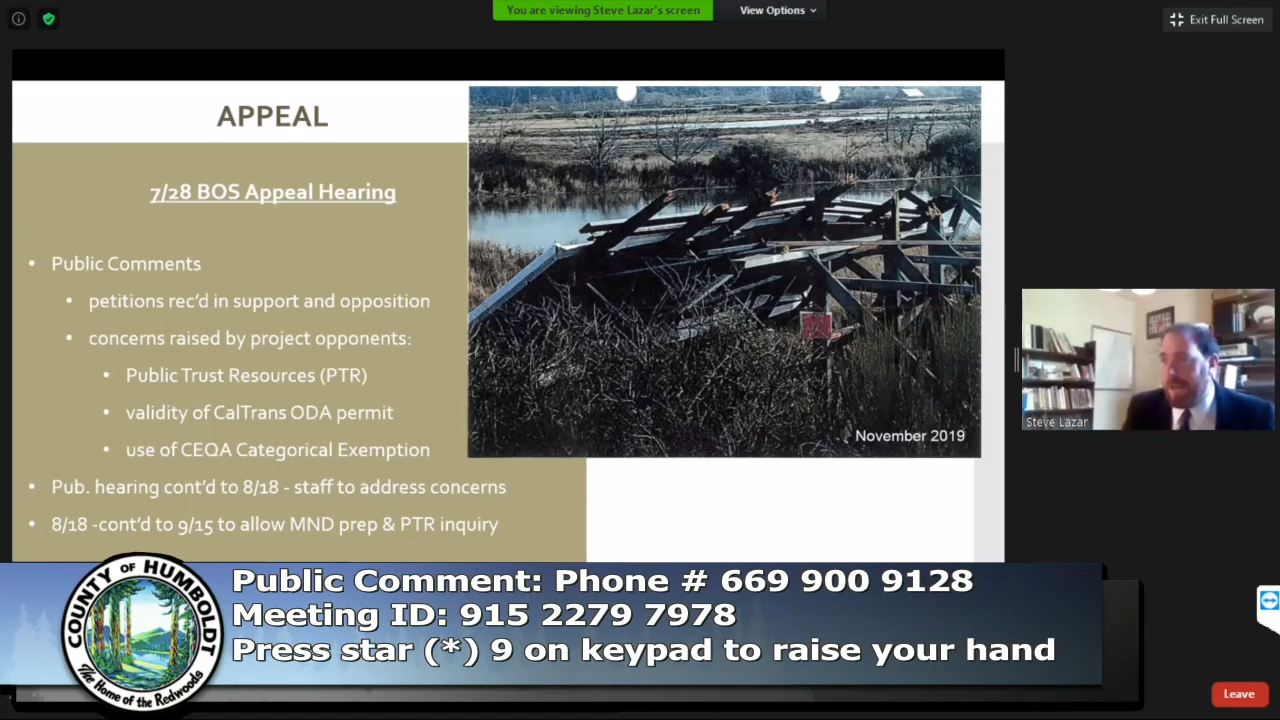 You are viewing Steve Lazar's screen
View Options
Exit Full Screen
APPEAL
7/28 BOS Appeal Hearing
• Public Comments
• petitions rec'd in support and opposition
• concerns raised by project opponents:
• Public Trust Resources (PTR)
• validity of CalTrans ODA permit
• use of CEQA Categorical Exemption
• Pub. hearing cont'd to 8/18 - staff to address concerns
• 8/18 -cont'd to 9/15 to allow MND prep & PTR inquiry
November 2019
Steve Lazar
COUNTY OF HUMBOLDT
The Home of the Redwoods
Public Comment: Phone # 669 900 9128
Meeting ID: 915 2279 7978
Press star (*) 9 on keypad to raise your hand
Leave